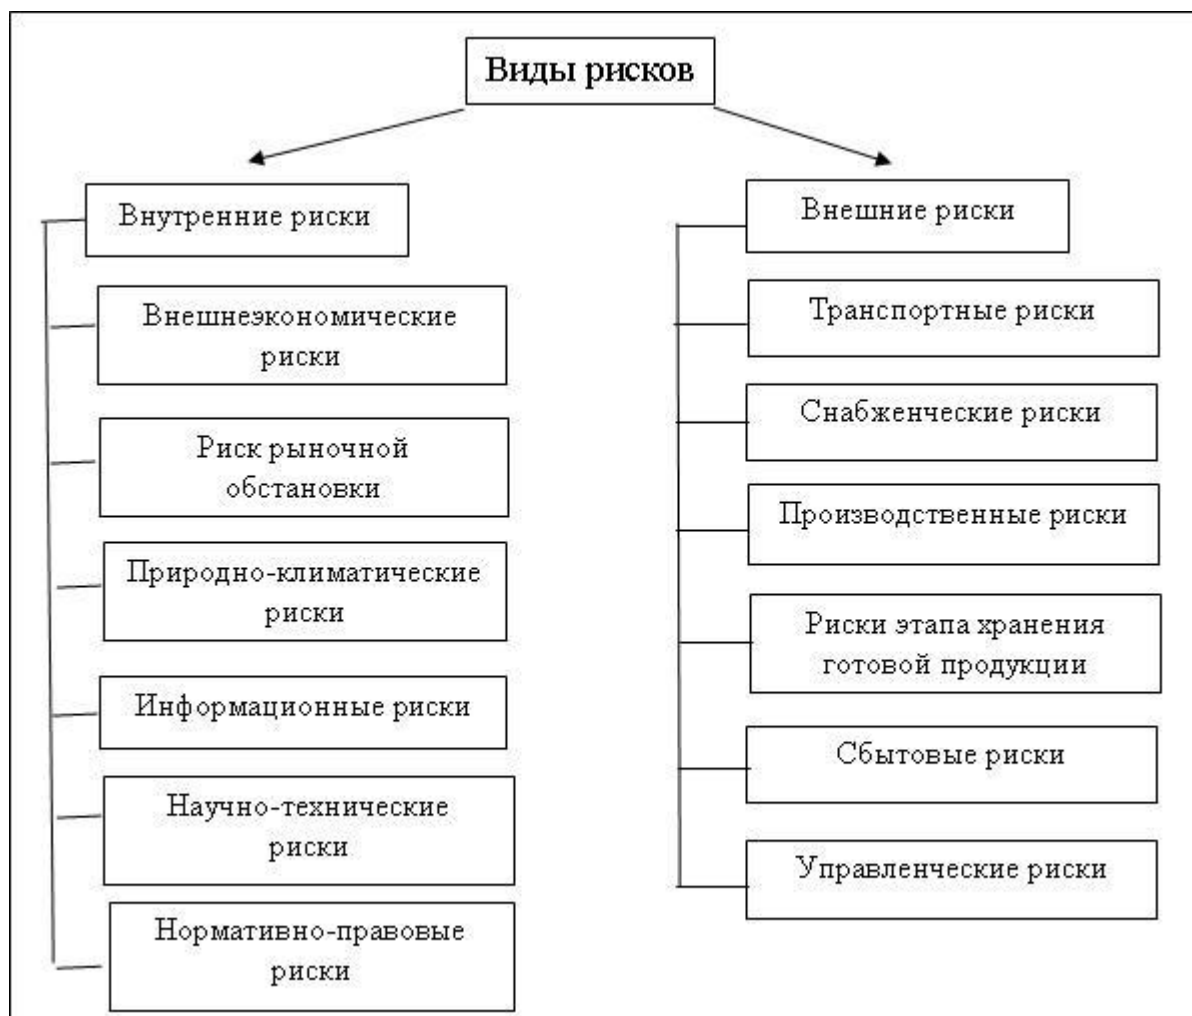 Виды рисков
Внутренние риски
Внешнеэкономические
риски
Риск рыночной
обстановки
Природно-климатические
риски
Информационные риски
Научно-технические
риски
Нормативно-правовые
риски
Внешние риски
Транспортные риски
Снабженческие риски
Производственные риски
Риски этапа хранения
готовой продукции
Сбытовые риски
Управленческие риски